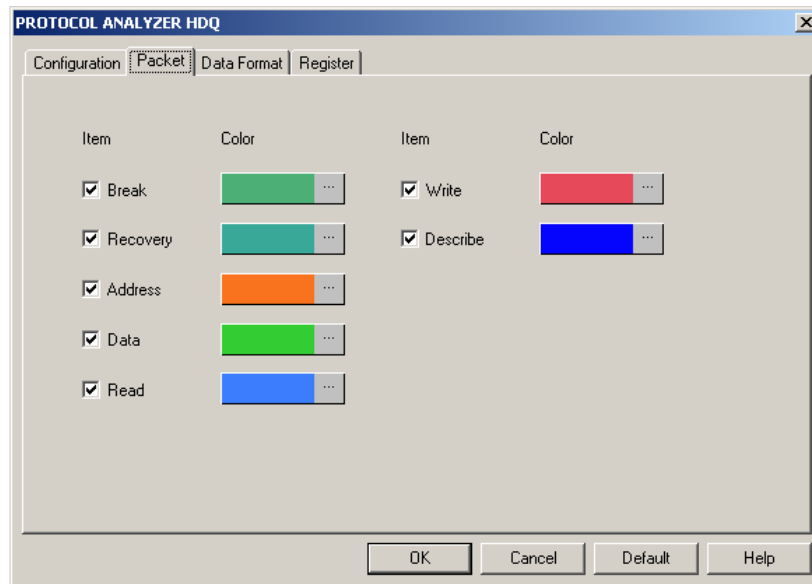 PROTOCOL ANALYZER HDQ
Configuration Packet Data Format Register
Item Color Item Color
Break ... Write ...
Recovery ... Describe ...
Address ...
Data ...
Read ...
OK Cancel Default Help